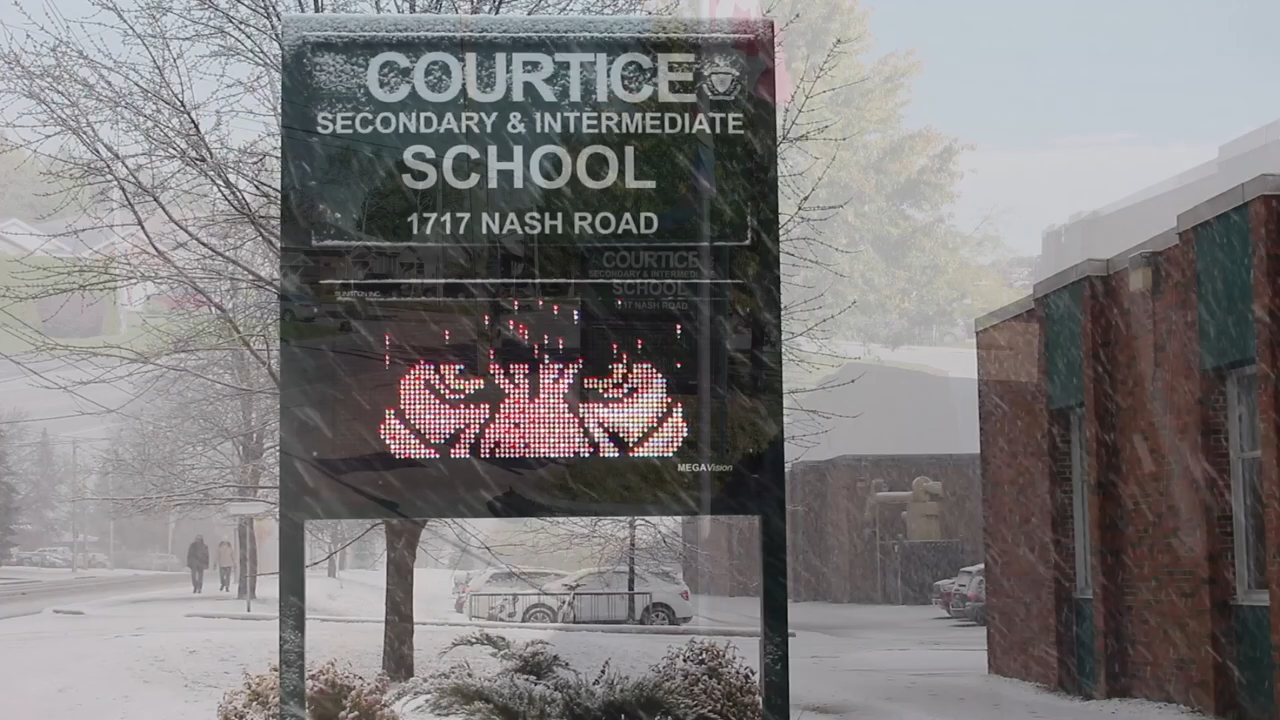 COURTICE
SECONDARY & INTERMEDIATE
SCHOOL
1717 NASH ROAD
COURTICE
SECONDARY & INTERMEDIATE
SCHOOL
1717 NASH ROAD
MEGAVision